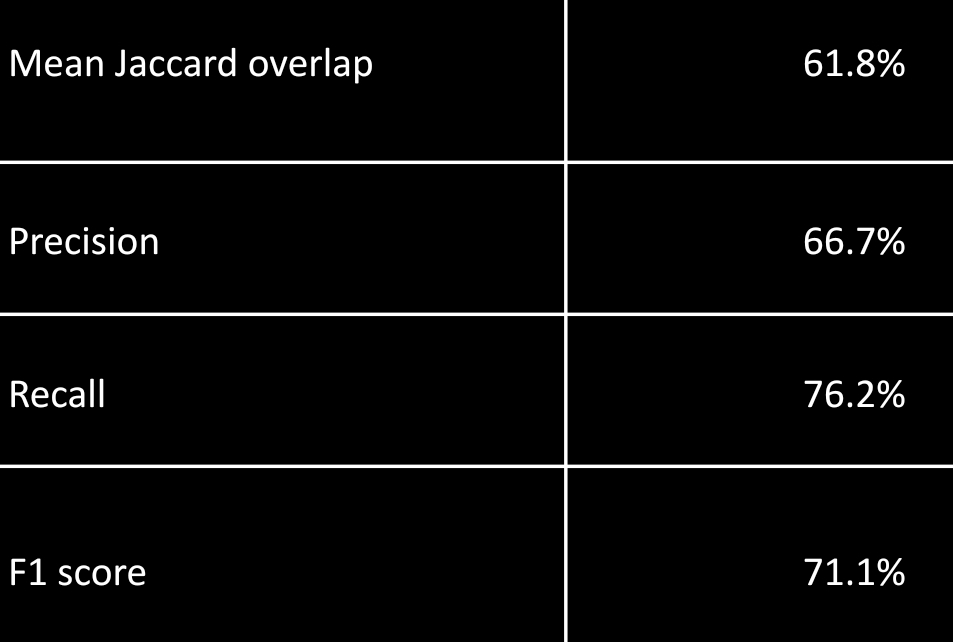 Mean Jaccard overlap 61.8%
Precision 66.7%
Recall 76.2%
F1 score 71.1%